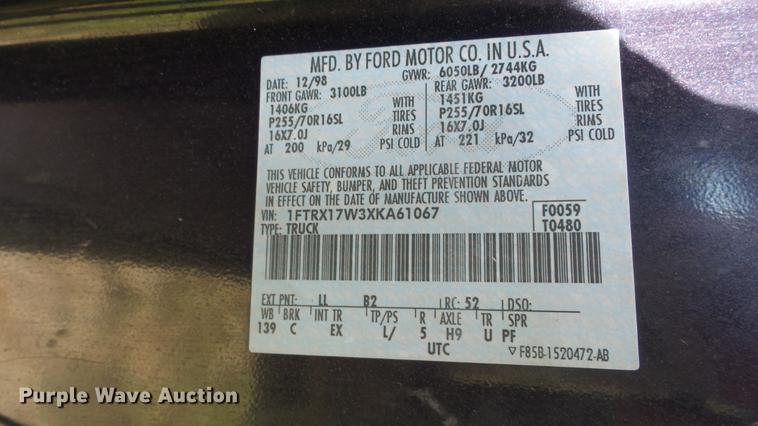 MFD. BY FORD MOTOR CO. IN U.S.A.
DATE: 12/98 GVWR: 6050LB/ 2744KG
FRONT GAWR: 3100LB REAR GAWR: 3200LB
1406KG WITH 1451KG WITH
P255/70R16SL TIRES P255/70R16SL TIRES
16X7.0J RIMS 16X7.0J RIMS
AT 200 kPa/29 PSI COLD AT 221 kPa/32 PSI COLD
THIS VEHICLE CONFORMS TO ALL APPLICABLE FEDERAL MOTOR
VEHICLE SAFETY, BUMPER, AND THEFT PREVENTION STANDARDS
IN EFFECT ON THE DATE OF MANUFACTURE SHOWN ABOVE.
VIN: 1FTRX17W3XKA61067 F0059
TYPE: TRUCK T0480
EXT PNT: LL B2 RC: 52 DSO:
WB BRK INT TR TP/PS R AXLE TR SPR
139 C EX L/ 5 H9 U PF
UTC F85B-1520472-AB
Purple Wave Auction